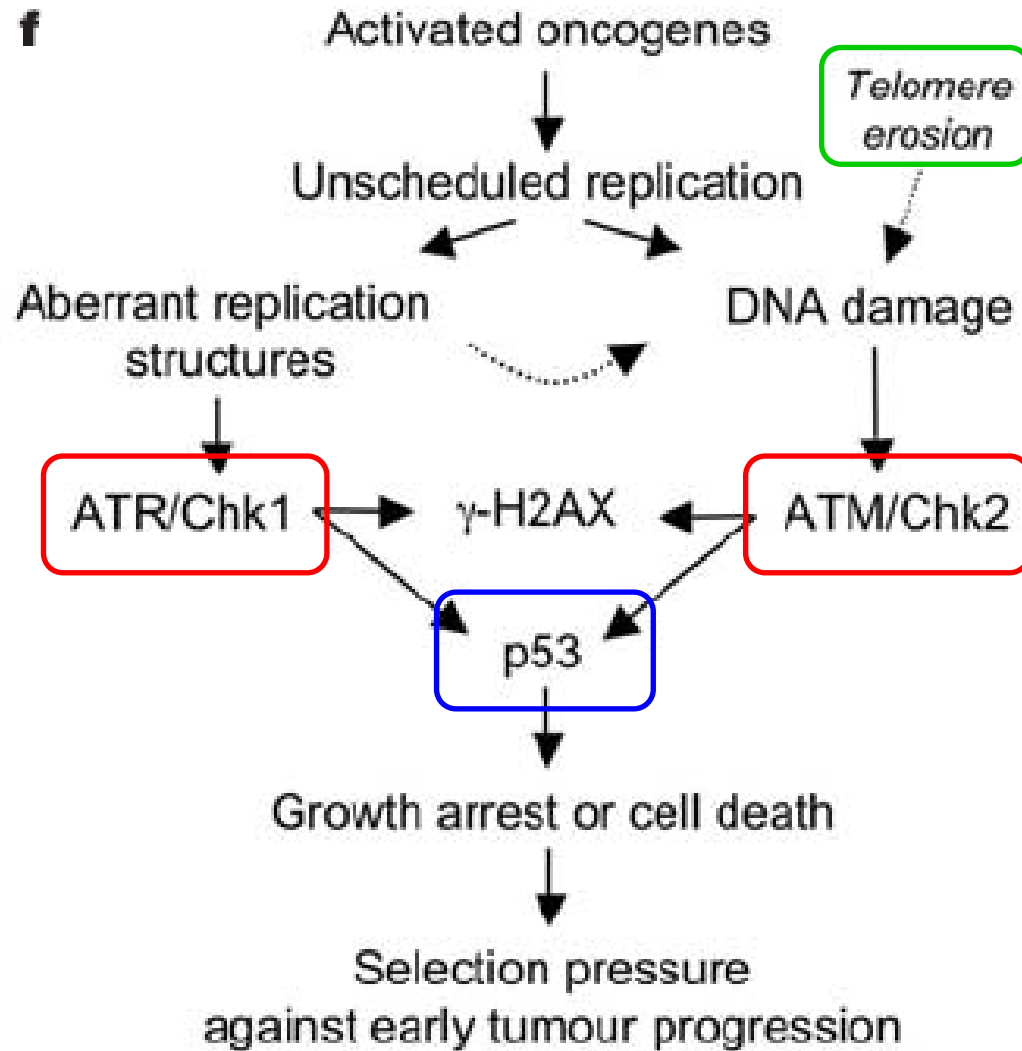 f
Activated oncogenes
Telomere
erosion
Unscheduled replication
Aberrant replication
structures
DNA damage
ATR/Chk1
γ-H2AX
ATM/Chk2
p53
Growth arrest or cell death
Selection pressure
against early tumour progression